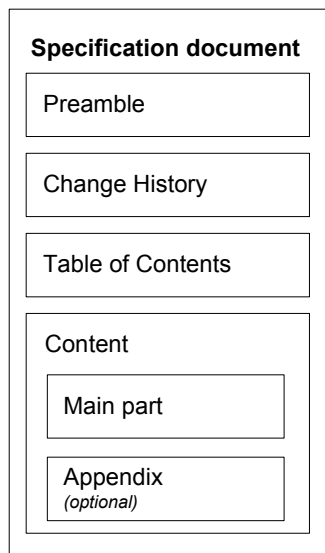 Specification document
Preamble
Change History
Table of Contents
Content
Main part
Appendix
(optional)